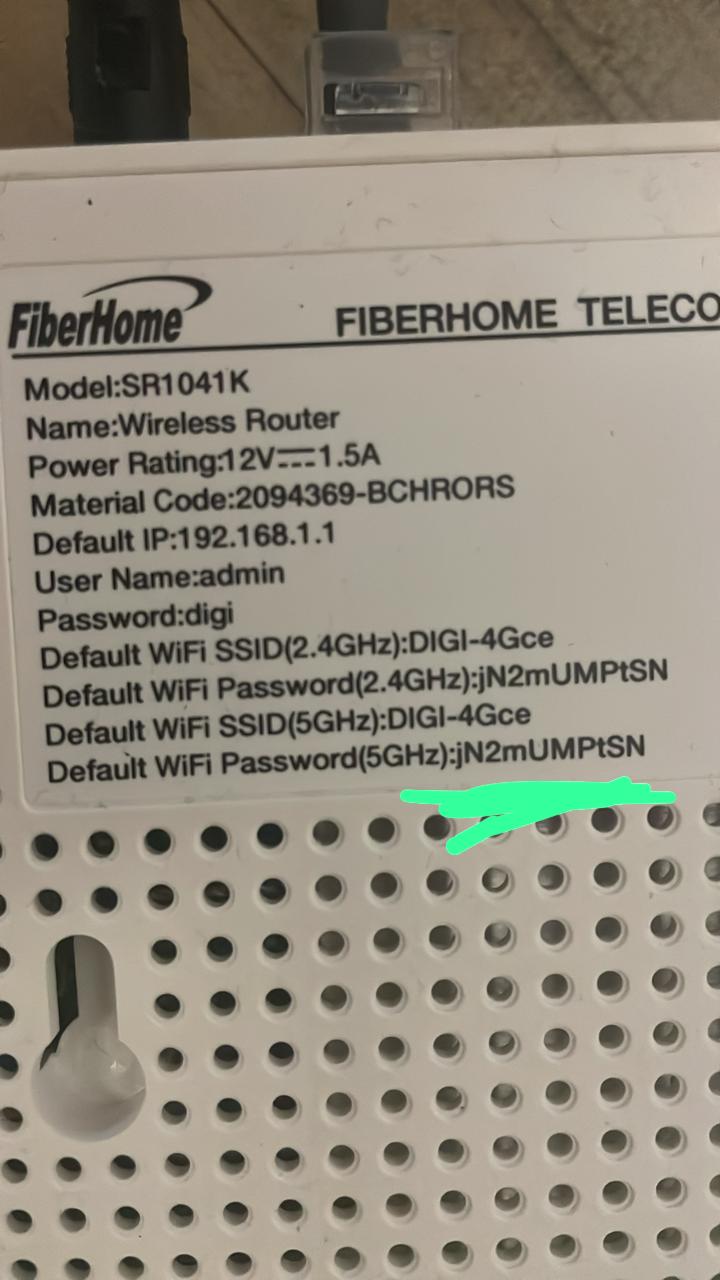 FiberHome
FIBERHOME TELECO
Model:SR1041K
Name:Wireless Router
Power Rating:12V⎓1.5A
Material Code:2094369-BCHRORS
Default IP:192.168.1.1
User Name:admin
Password:digi
Default WiFi SSID(2.4GHz):DIGI-4Gce
Default WiFi Password(2.4GHz):jN2mUMPtSN
Default WiFi SSID(5GHz):DIGI-4Gce
Default WiFi Password(5GHz):jN2mUMPtSN